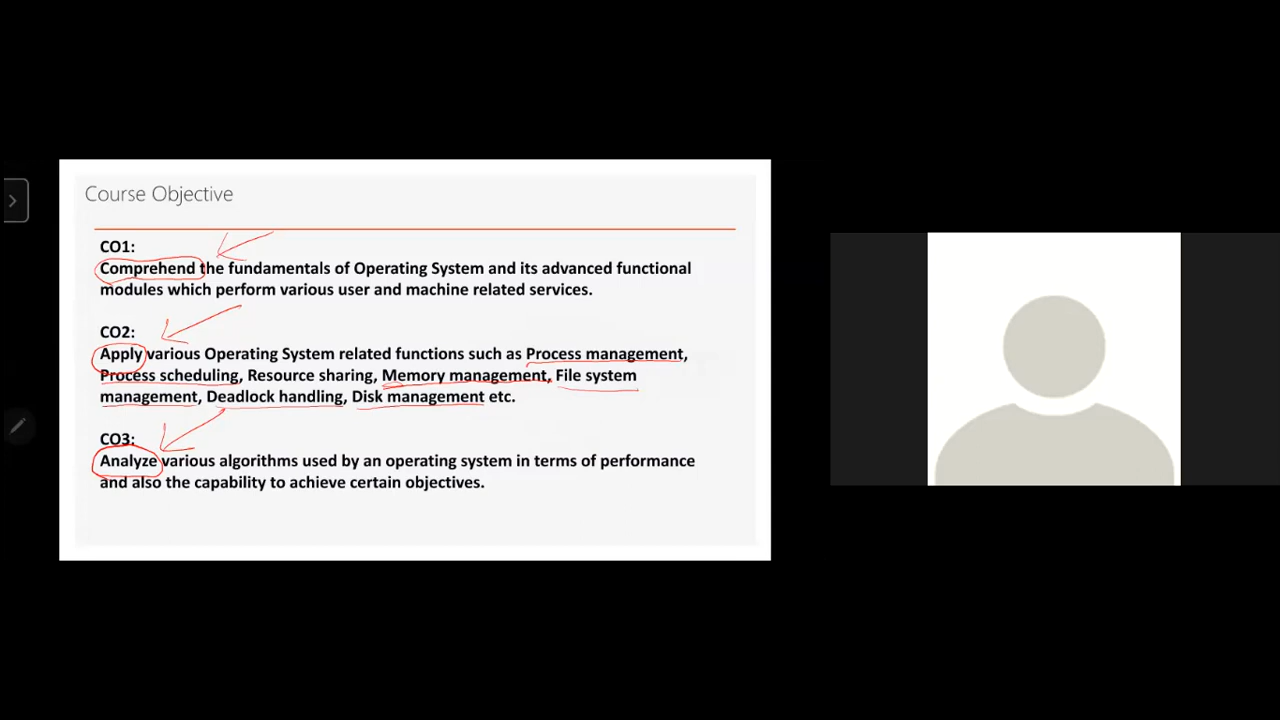 Course Objective
CO1:
Comprehend the fundamentals of Operating System and its advanced functional
modules which perform various user and machine related services.
CO2:
Apply various Operating System related functions such as Process management,
Process scheduling, Resource sharing, Memory management, File system
management, Deadlock handling, Disk management etc.
CO3:
Analyze various algorithms used by an operating system in terms of performance
and also the capability to achieve certain objectives.